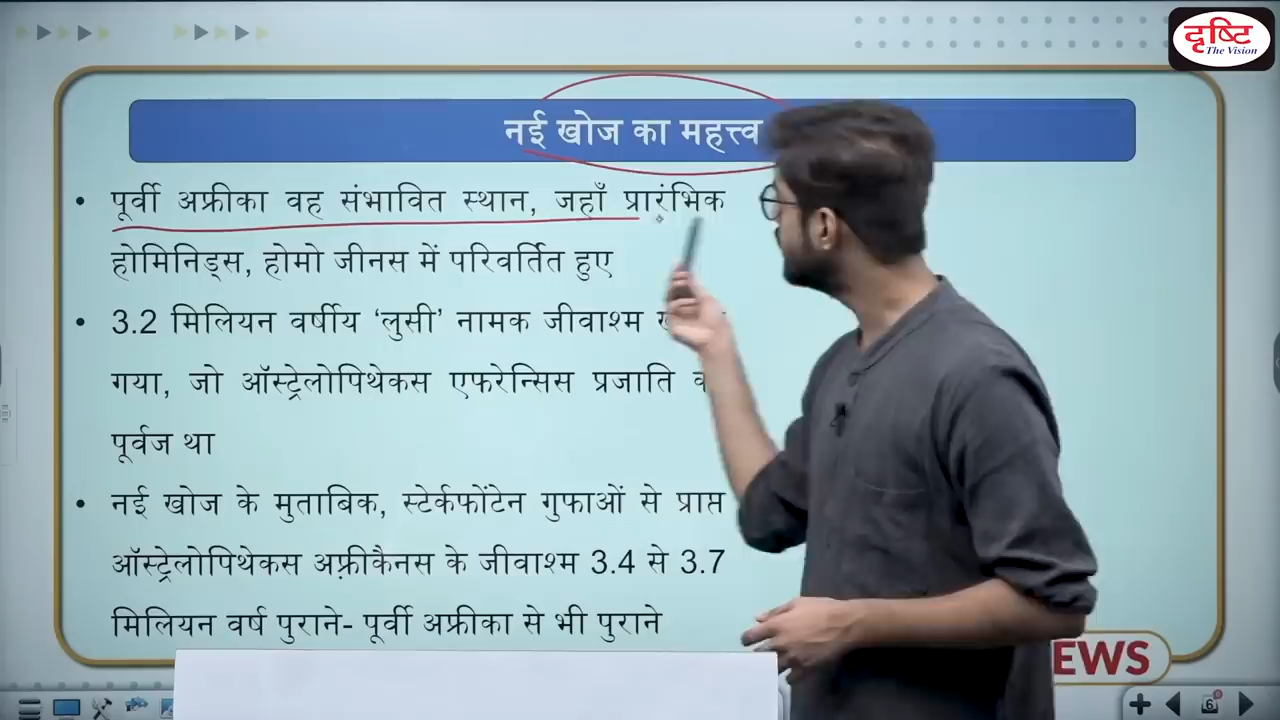 दृष्टि
The Vision
नई खोज का महत्त्व
• पूर्वी अफ्रीका वह संभावित स्थान, जहाँ प्रारंभिक
होमिनिड्स, होमो जीनस में परिवर्तित हुए
• 3.2 मिलियन वर्षीय ‘लुसी’ नामक जीवाश्म
गया, जो ऑस्ट्रेलोपिथेकस एफरेन्सिस प्रजाति
पूर्वज था
• नई खोज के मुताबिक, स्टेर्कफोंटेन गुफाओं से प्राप्त
ऑस्ट्रेलोपिथेकस अफ़्रीकैनस के जीवाश्म 3.4 से 3.7
मिलियन वर्ष पुराने- पूर्वी अफ्रीका से भी पुराने
EWS
6